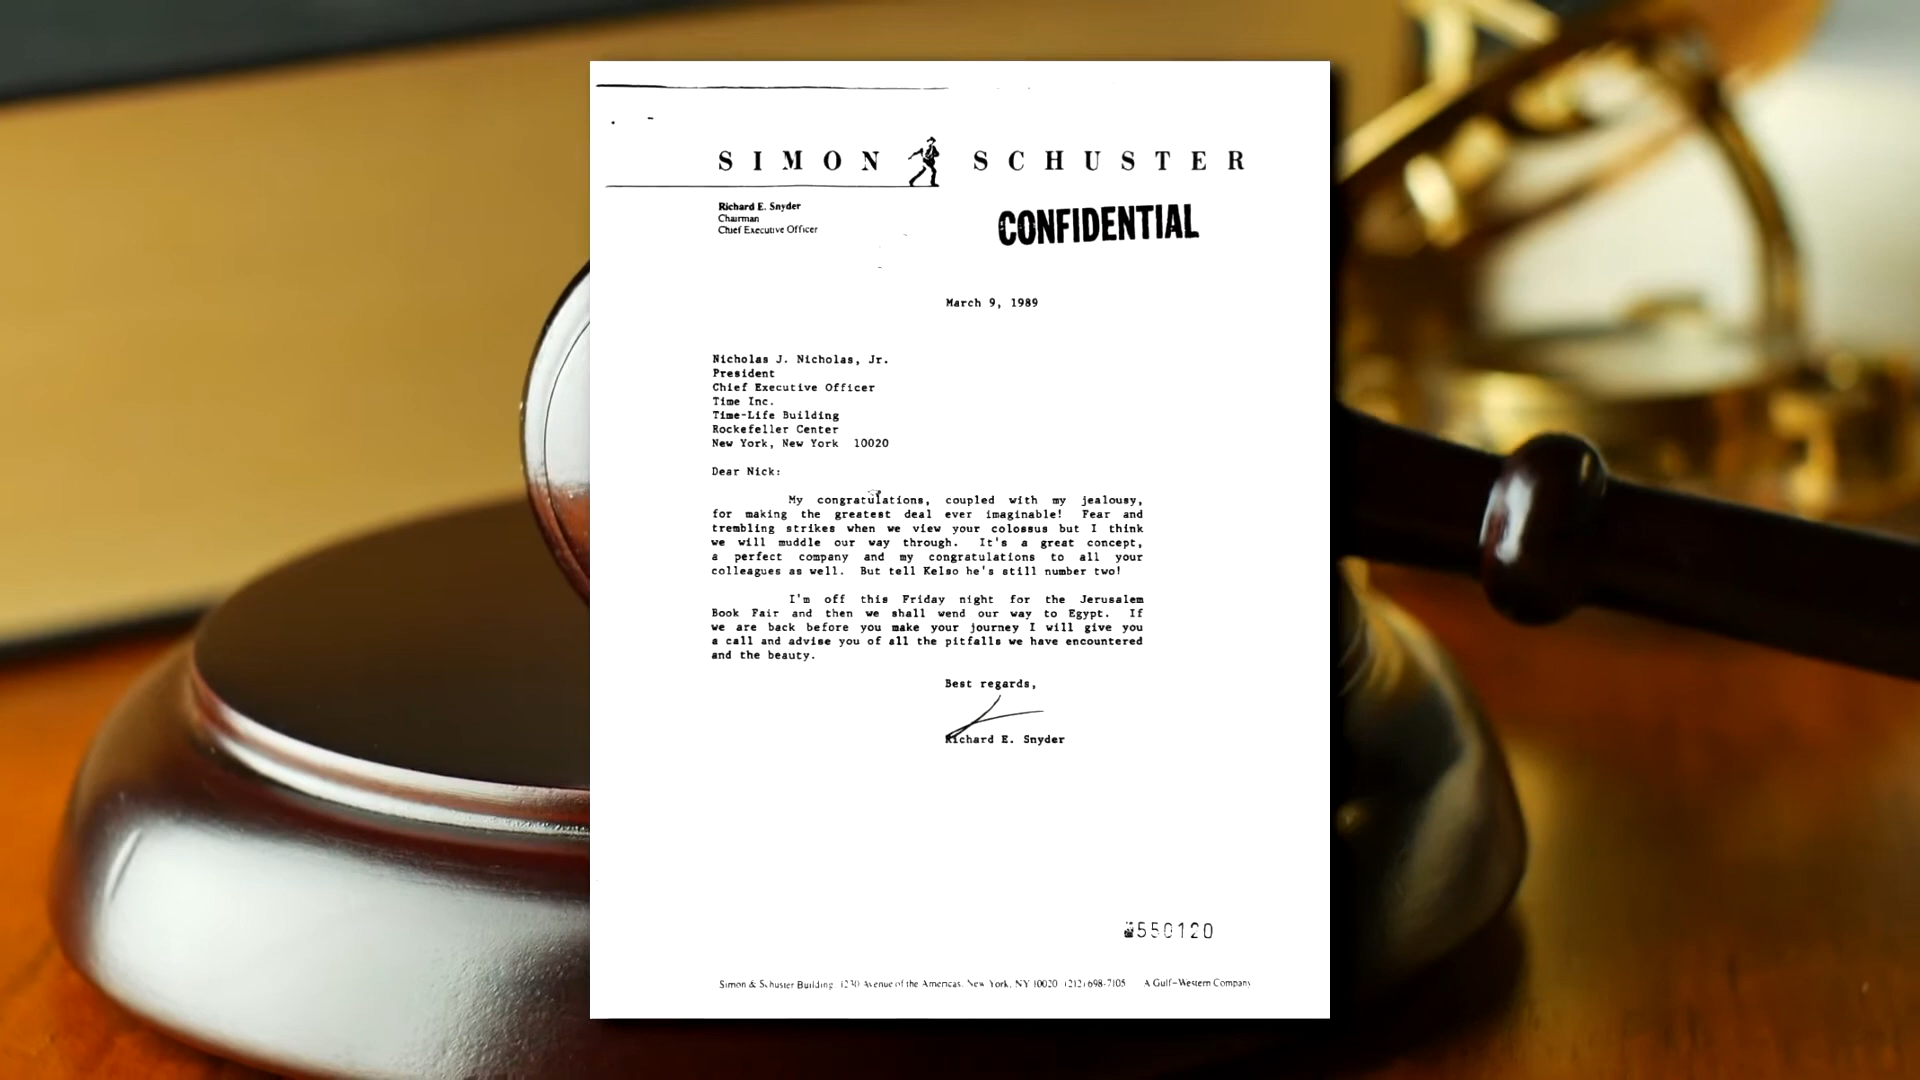 SIMON SCHUSTER
Richard E. Snyder
Chairman
Chief Executive Officer
CONFIDENTIAL
March 9, 1989
Nicholas J. Nicholas, Jr.
President
Chief Executive Officer
Time Inc.
Time-Life Building
Rockefeller Center
New York, New York 10020
Dear Nick:
My congratulations, coupled with my jealousy,
for making the greatest deal ever imaginable! Fear and
trembling strikes when we view your colossus but I think
we will muddle our way through. It's a great concept,
a perfect company and my congratulations to all your
colleagues as well. But tell Kelso he's still number two!
I'm off this Friday night for the Jerusalem
Book Fair and then we shall wend our way to Egypt. If
we are back before you make your journey I will give you
a call and advise you of all the pitfalls we have encountered
and the beauty.
Best regards,
Richard E. Snyder
550120
Simon & Schuster Building, 1230 Avenue of the Americas, New York, NY 10020 (212) 698-7105 A Gulf+Western Company